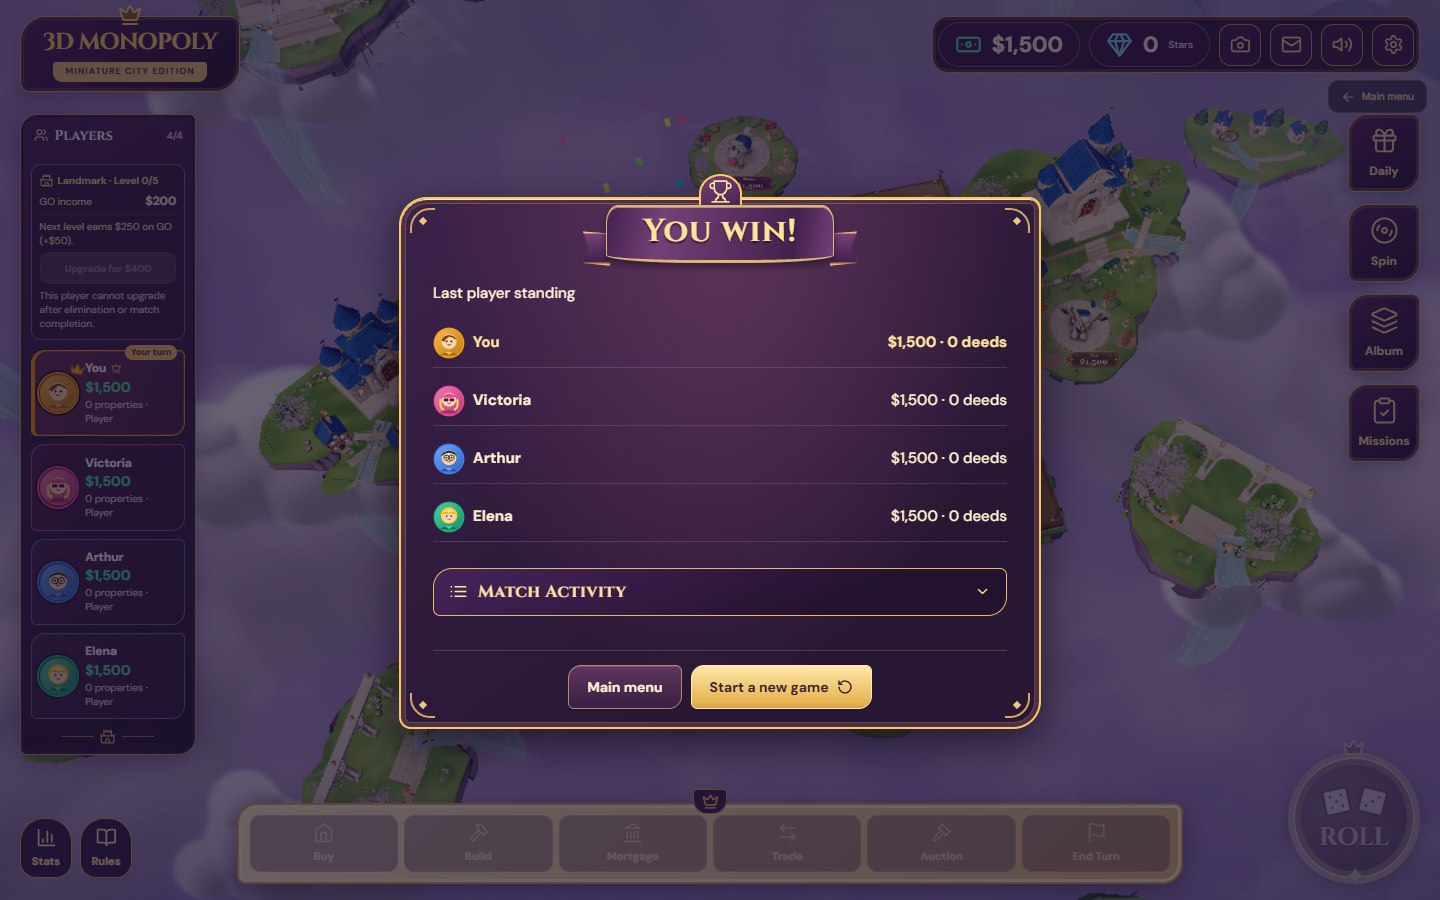 3D MONOPOLY
MINIATURE CITY EDITION
$1,500
0 Stars
Main menu
PLAYERS 4/4
Landmark · Level 0/5
GO income $200
Next level earns $250 on GO
(+$50).
Upgrade for $400
This player cannot upgrade
after elimination or match
completion.
Your turn
You
$1,500
0 properties ·
Player
Victoria
$1,500
0 properties ·
Player
Arthur
$1,500
0 properties ·
Player
Elena
$1,500
0 properties ·
Player
Stats
Rules
YOU WIN!
Last player standing
You $1,500 · 0 deeds
Victoria $1,500 · 0 deeds
Arthur $1,500 · 0 deeds
Elena $1,500 · 0 deeds
MATCH ACTIVITY
Main menu
Start a new game
Daily
Spin
Album
Missions
Buy
Build
Mortgage
Trade
Auction
End Turn
ROLL